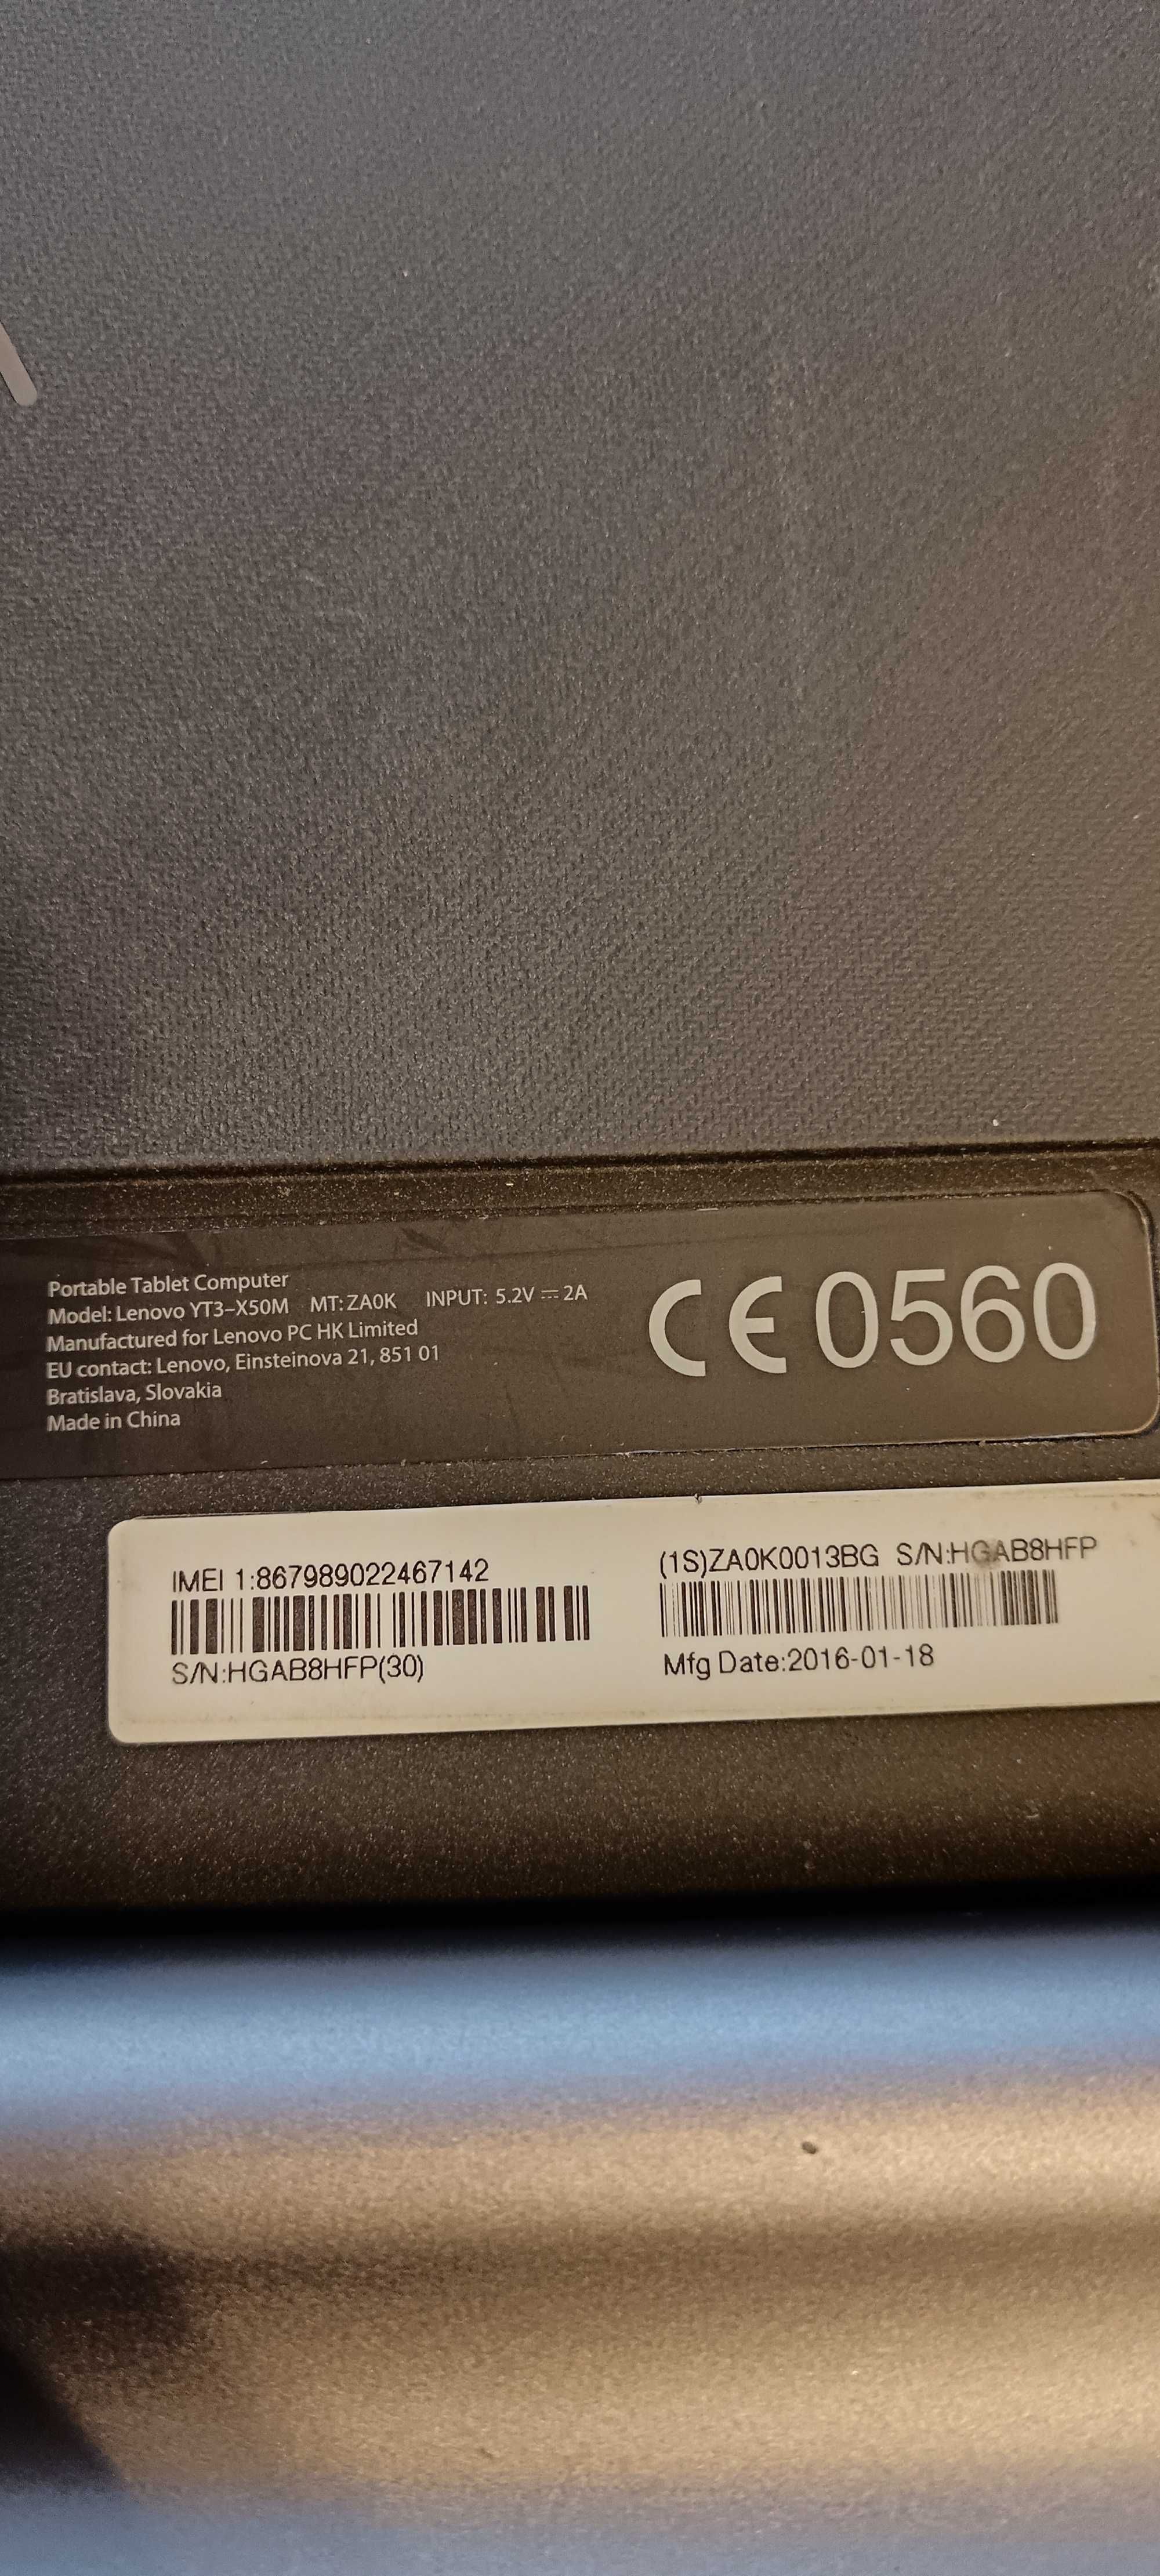 Portable Tablet Computer
Model: Lenovo YT3-X50M MT: ZA0K INPUT: 5.2V ⎓ 2A
Manufactured for Lenovo PC HK Limited
EU contact: Lenovo, Einsteinova 21, 851 01
Bratislava, Slovakia
Made in China
CE0560
IMEI 1:867989022467142
S/N:HGAB8HFP(30)
(1S)ZA0K0013BG S/N:HGAB8HFP
Mfg Date:2016-01-18